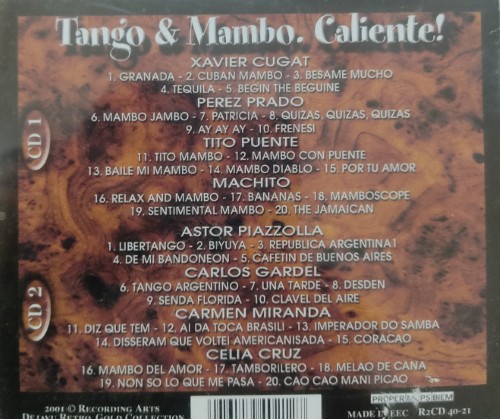 Tango & Mambo. Caliente!
XAVIER CUGAT
1. GRANADA - 2. CUBAN MAMBO - 3. BESAME MUCHO
4. TEQUILA - 5. BEGIN THE BEGUINE
PEREZ PRADO
6. MAMBO JAMBO - 7. PATRICIA - 8. QUIZAS, QUIZAS, QUIZAS
9. AY AY AY - 10. FRENESI
CD 1
TITO PUENTE
11. TITO MAMBO - 12. MAMBO CON PUENTE
13. BAILE MI MAMBO - 14. MAMBO DIABLO - 15. POR TU AMOR
MACHITO
16. RELAX AND MAMBO - 17. BANANAS - 18. MAMBOSCOPE
19. SENTIMENTAL MAMBO - 20. THE JAMAICAN
ASTOR PIAZZOLLA
1. LIBERTANGO - 2. BIYUYA - 3. REPUBLICA ARGENTINA1
4. DE MI BANDONEON - 5. CAFETIN DE BUENOS AIRES
CARLOS GARDEL
6. TANGO ARGENTINO - 7. UNA TARDE - 8. DESDEN
9. SENDA FLORIDA - 10. CLAVEL DEL AIRE
CD 2
CARMEN MIRANDA
11. DIZ QUE TEM - 12. AI DA TOCA BRASILI - 13. IMPERADOR DO SAMBA
14. DISSERAM QUE VOLTEI AMERICANISADA - 15. CORACAO
CELIA CRUZ
16. MAMBO DEL AMOR - 17. TAMBORILERO - 18. MELAO DE CANA
19. NON SO LO QUE ME PASA - 20. CAO CAO MANI PICAO
2001 © RECORDING ARTS
DEJAVU RETRO GOLD COLLECTION
MADE IN
R2CD 40-21